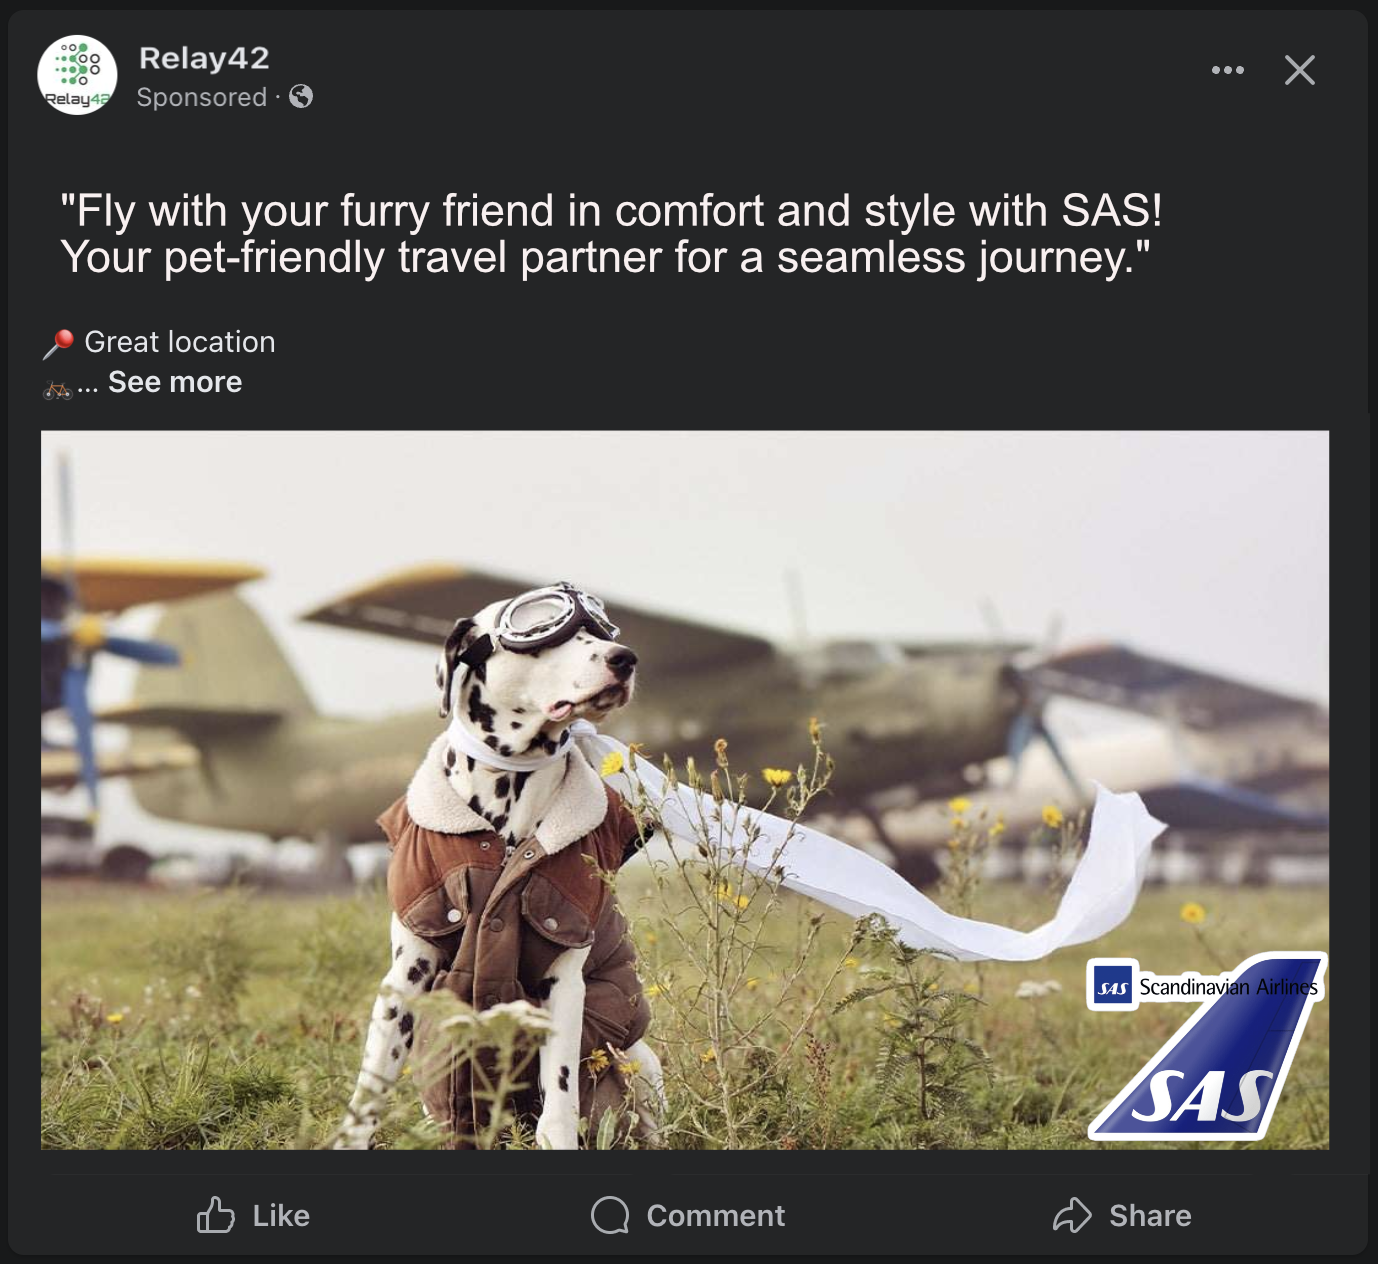 Relay42
Relay42
Sponsored ·
"Fly with your furry friend in comfort and style with SAS!
Your pet-friendly travel partner for a seamless journey."
Great location
... See more
SAS Scandinavian Airlines
SAS
Like Comment Share